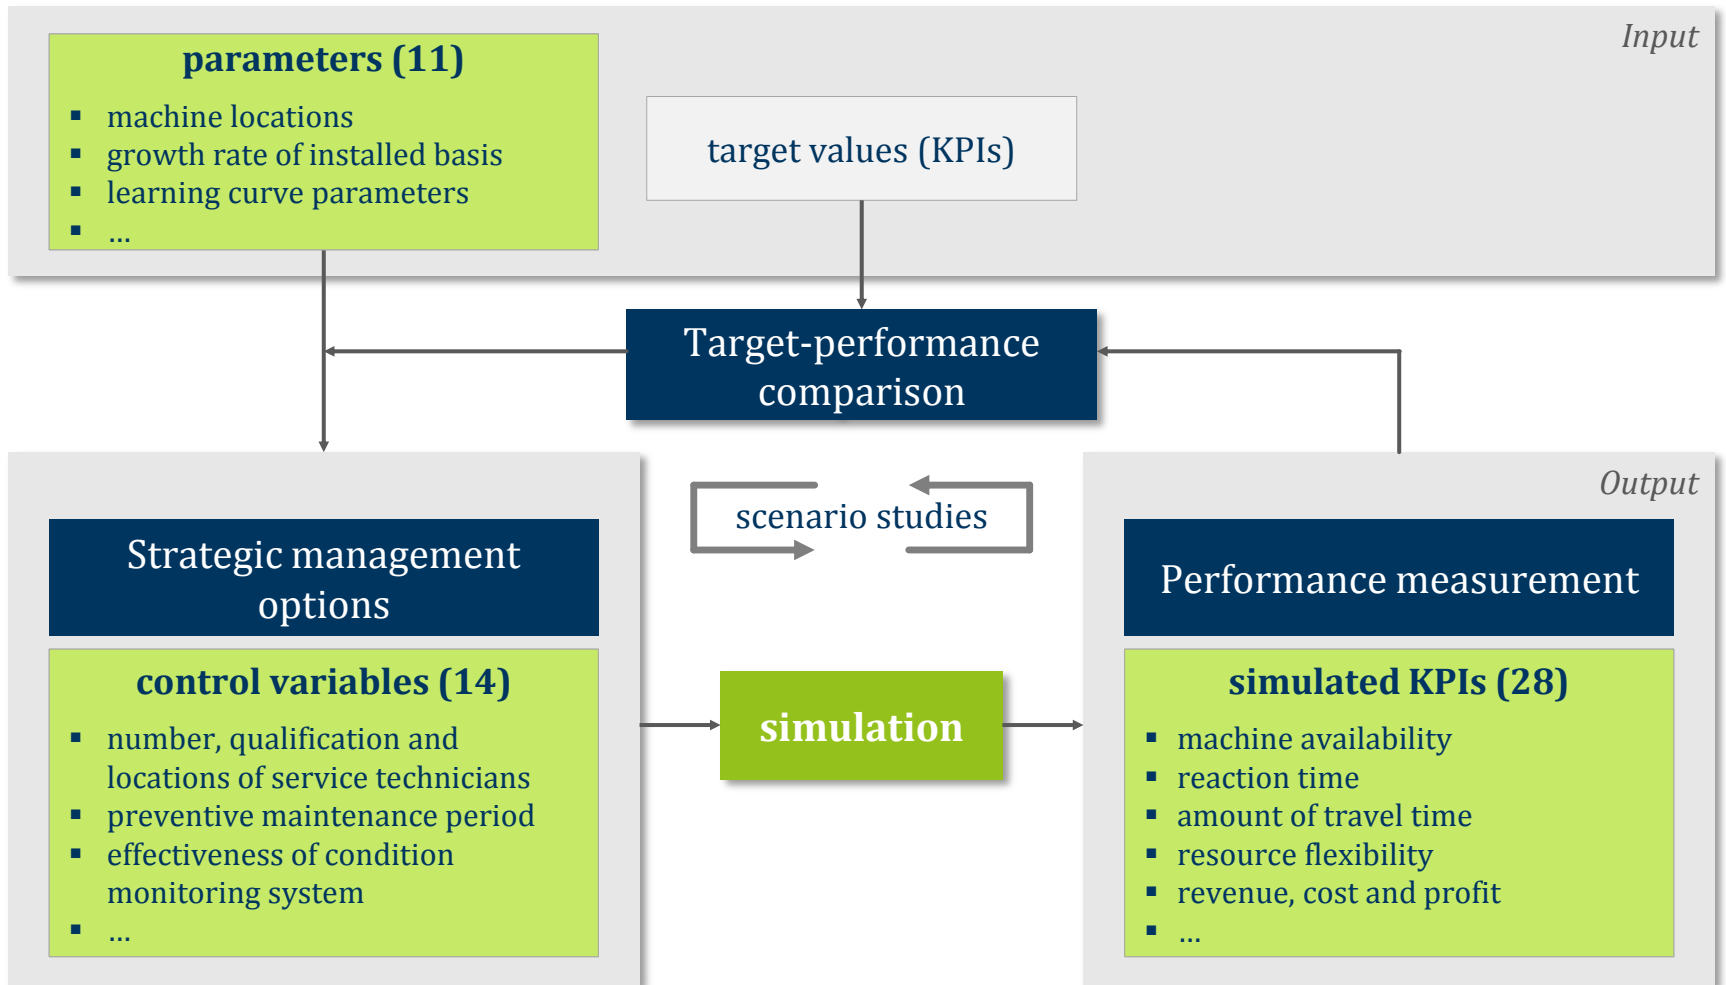 Input
parameters (11)
▪ machine locations
▪ growth rate of installed basis
▪ learning curve parameters
▪ ...
target values (KPIs)
Target-performance
comparison
scenario studies
Strategic management
options
control variables (14)
▪ number, qualification and
locations of service technicians
▪ preventive maintenance period
▪ effectiveness of condition
monitoring system
▪ ...
simulation
Output
Performance measurement
simulated KPIs (28)
▪ machine availability
▪ reaction time
▪ amount of travel time
▪ resource flexibility
▪ revenue, cost and profit
▪ ...